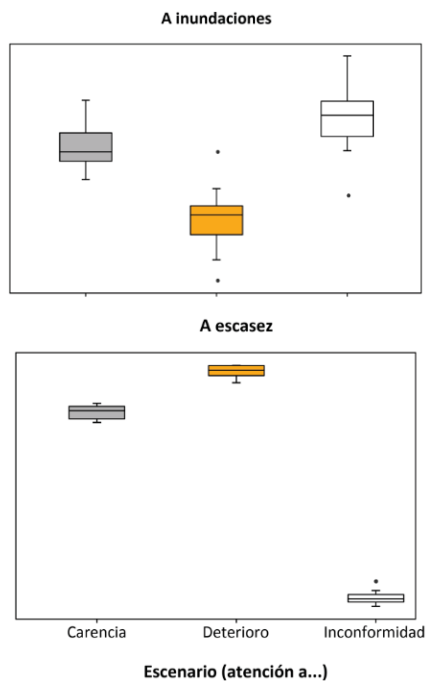 A inundaciones
A escasez
Carencia Deterioro Inconformidad
Escenario (atención a...)